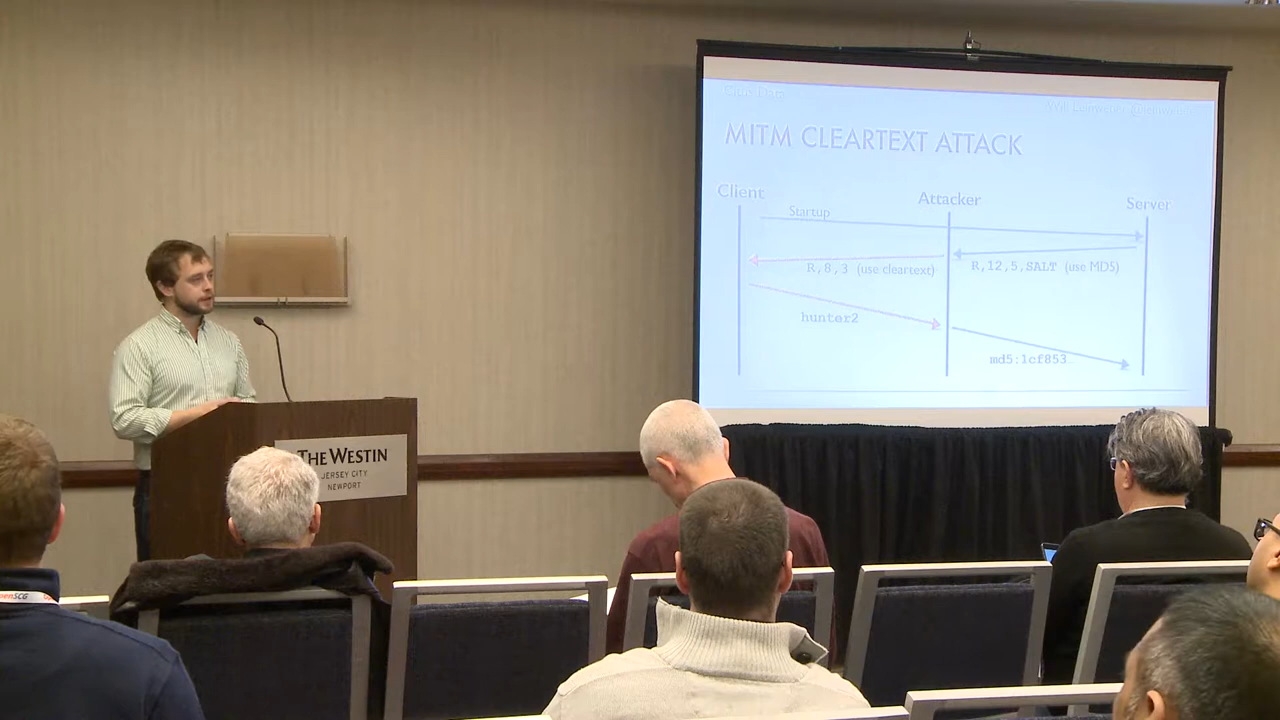 MITM CLEARTEXT ATTACK
Client
Attacker
Server
Startup
R,8,3 (use cleartext)
R,12,5,SALT (use MD5)
hunter2
md5:1cf853
THE WESTIN
JERSEY CITY
NEWPORT
OpenSCG